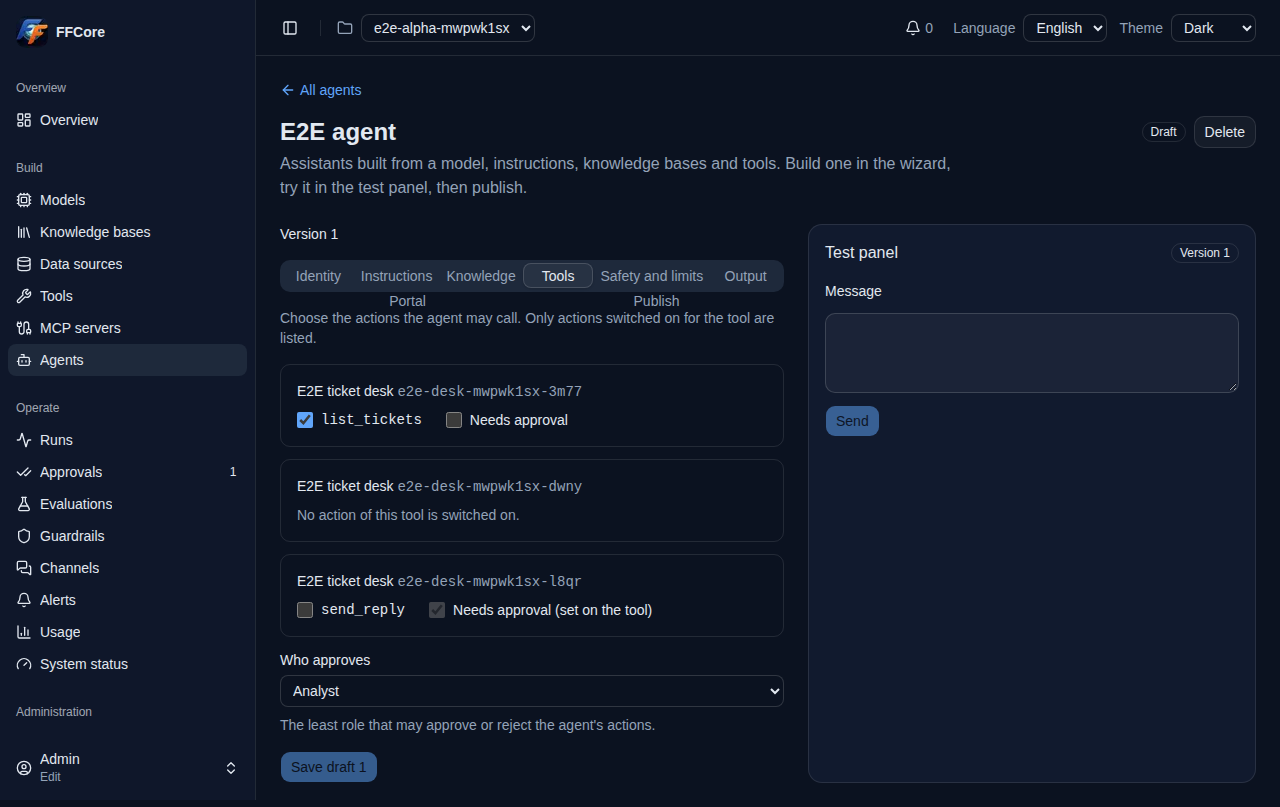 FFCore
e2e-alpha-mwpwk1sx
0
Language
English
Theme
Dark
Overview
Overview
Build
Models
Knowledge bases
Data sources
Tools
MCP servers
Agents
Operate
Runs
Approvals
1
Evaluations
Guardrails
Channels
Alerts
Usage
System status
Administration
Admin
Edit
All agents
E2E agent
Draft
Delete
Assistants built from a model, instructions, knowledge bases and tools. Build one in the wizard,
try it in the test panel, then publish.
Version 1
Identity
Instructions
Knowledge
Tools
Safety and limits
Output
Portal
Publish
Choose the actions the agent may call. Only actions switched on for the tool are
listed.
E2E ticket desk e2e-desk-mwpwk1sx-3m77
list_tickets
Needs approval
E2E ticket desk e2e-desk-mwpwk1sx-dwny
No action of this tool is switched on.
E2E ticket desk e2e-desk-mwpwk1sx-l8qr
send_reply
Needs approval (set on the tool)
Who approves
Analyst
The least role that may approve or reject the agent's actions.
Save draft 1
Test panel
Version 1
Message
Send